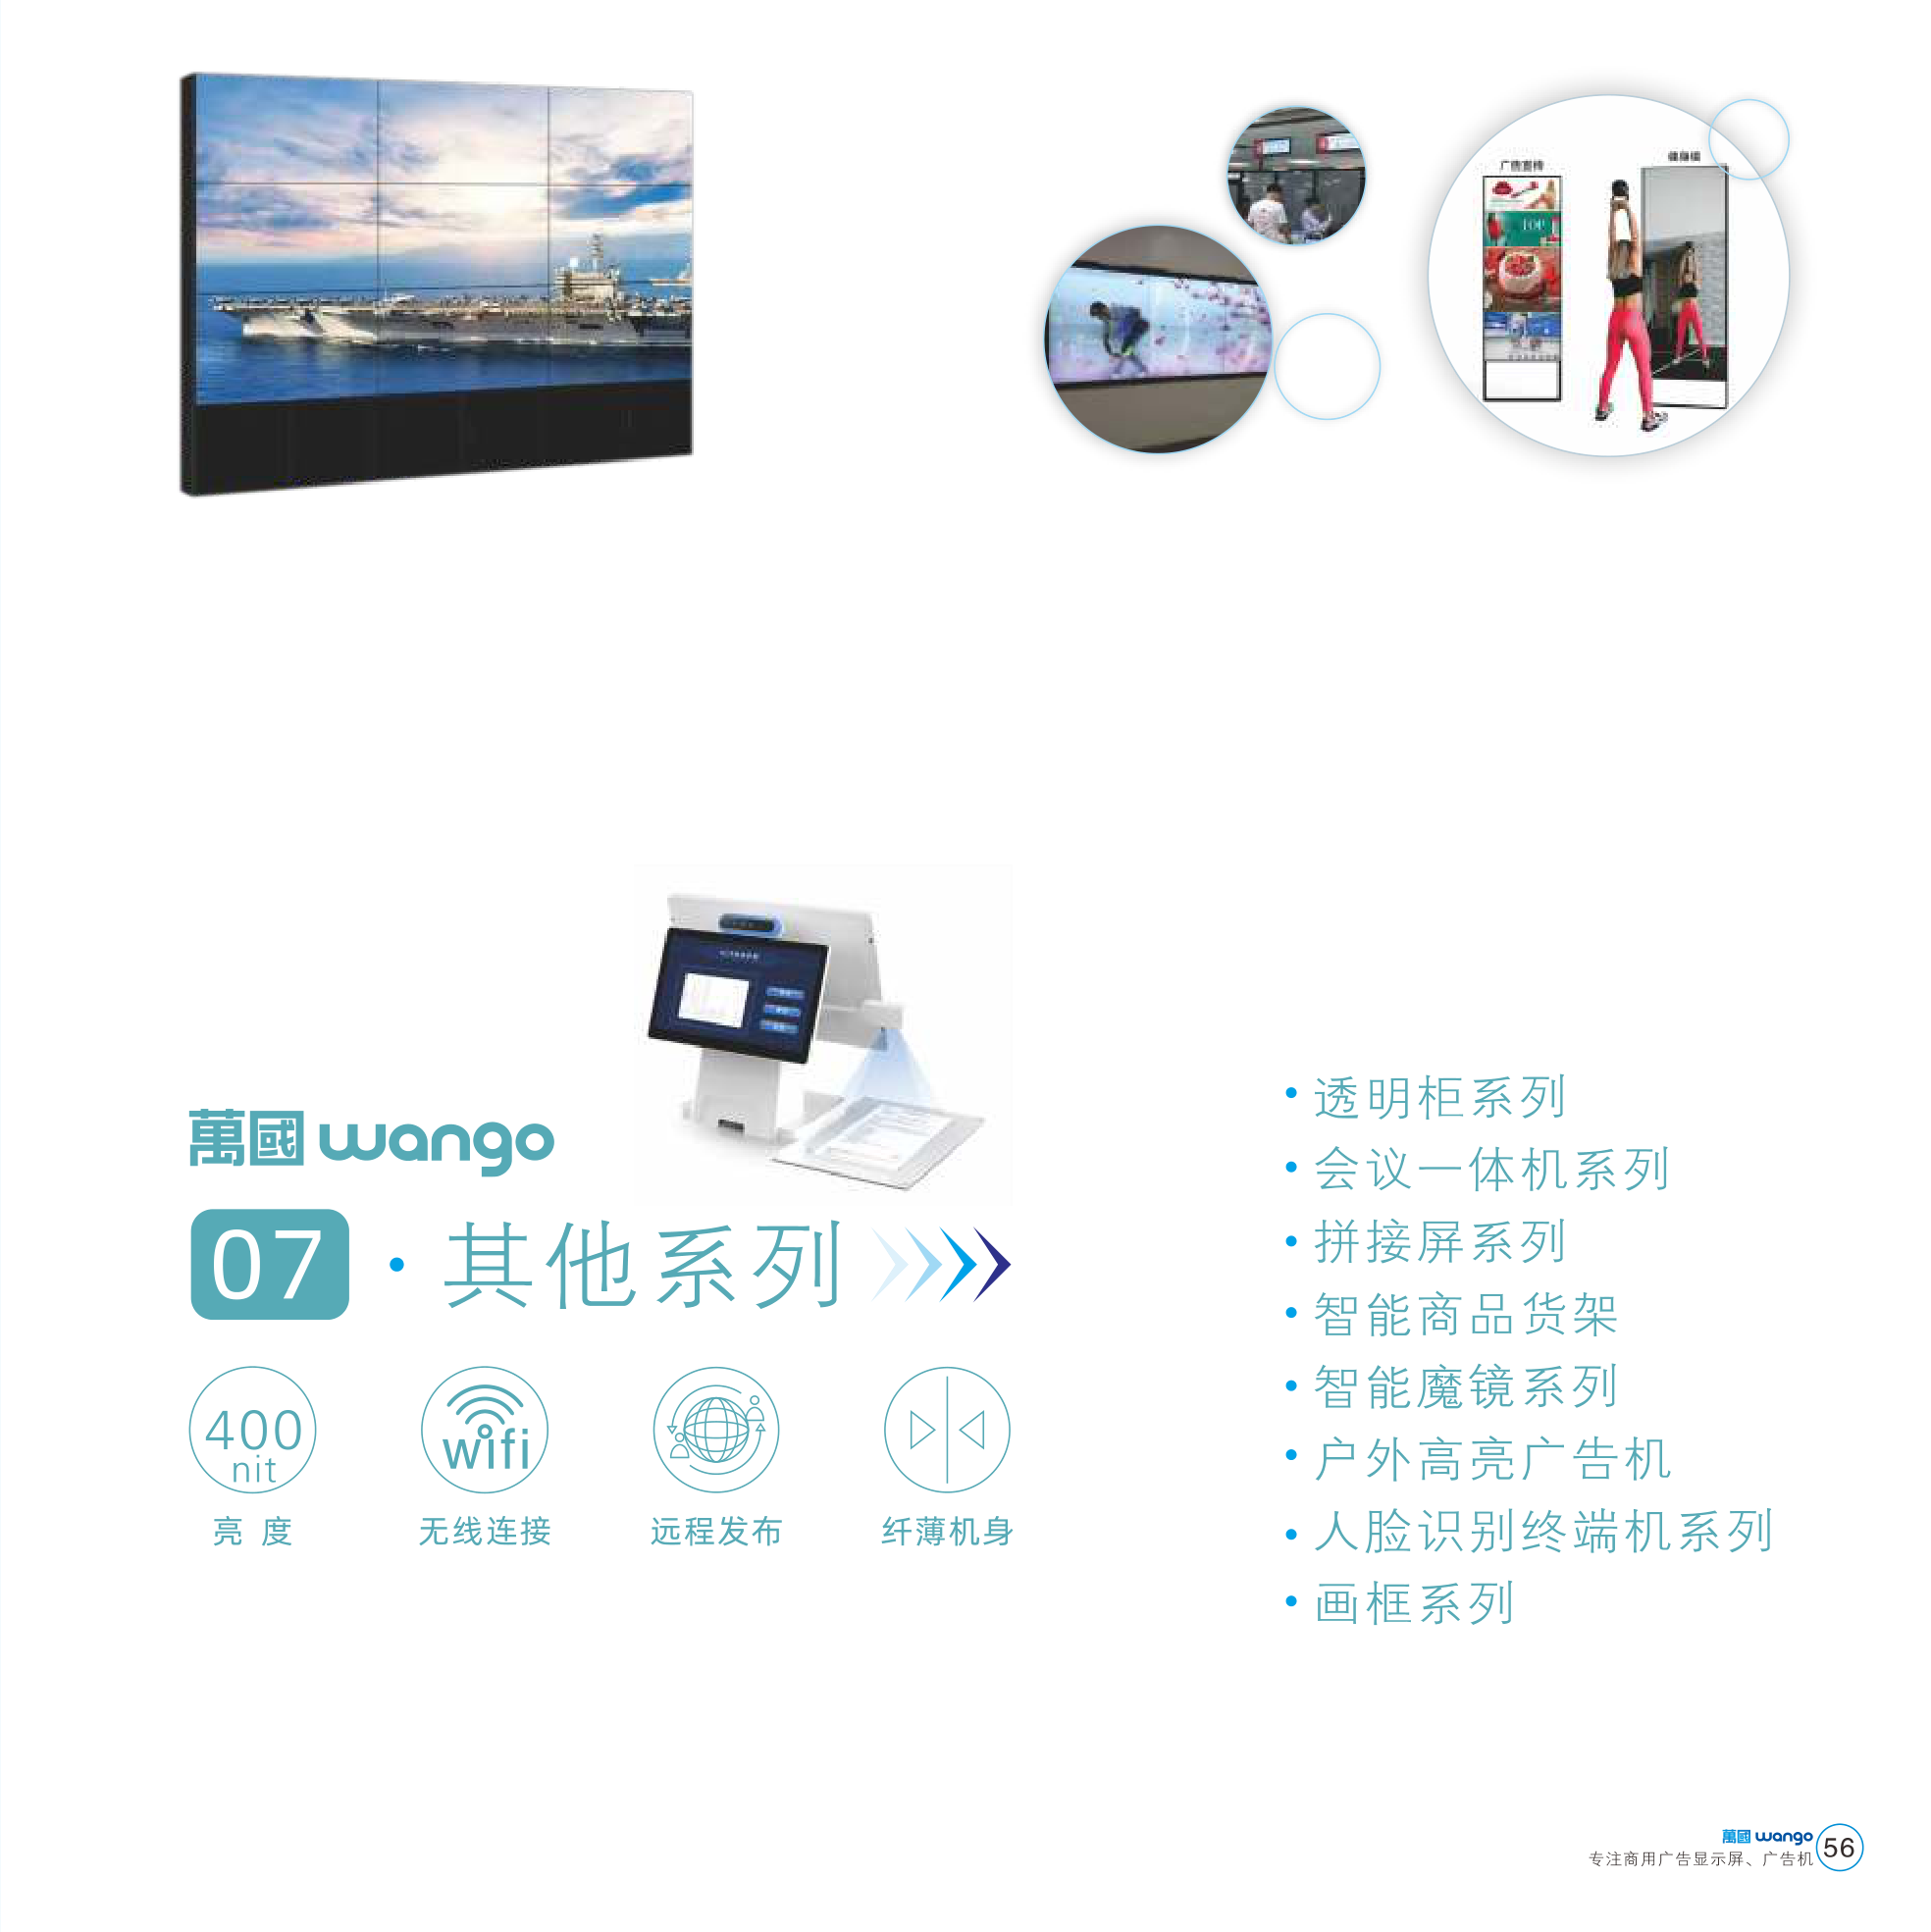 广告宣传
健身镜
TOP
萬國 wango
07 · 其他系列
400
nit
wifi
亮 度
无线连接
远程发布
纤薄机身
• 透明柜系列
• 会议一体机系列
• 拼接屏系列
• 智能商品货架
• 智能魔镜系列
• 户外高亮广告机
• 人脸识别终端机系列
• 画框系列
萬國 wango
专注商用广告显示屏、广告机
56